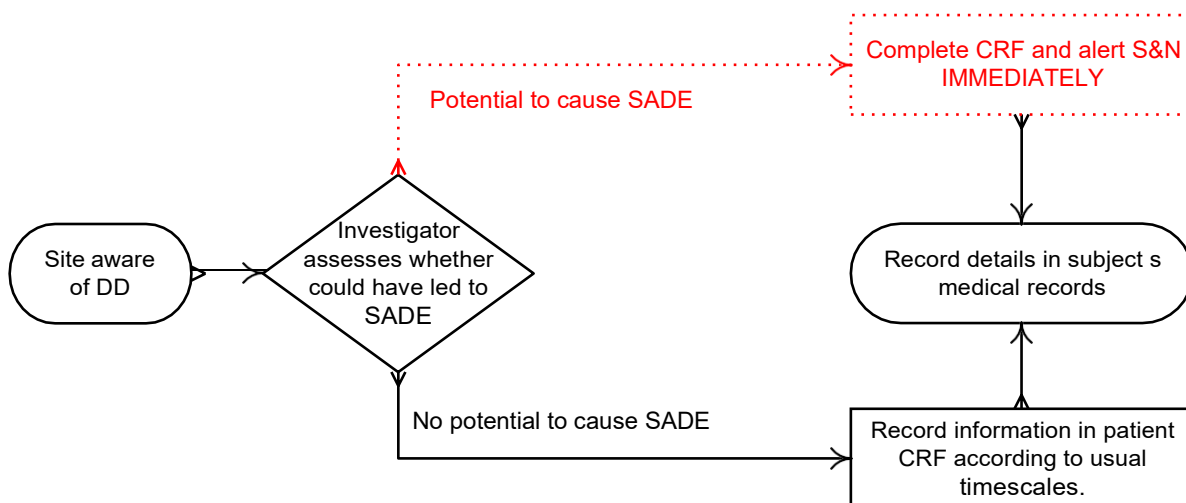 Complete CRF and alert S&N
IMMEDIATELY
Potential to cause SADE
Site aware
of DD
Investigator
assesses whether
could have led to
SADE
Record details in subject s
medical records
No potential to cause SADE
Record information in patient
CRF according to usual
timescales.